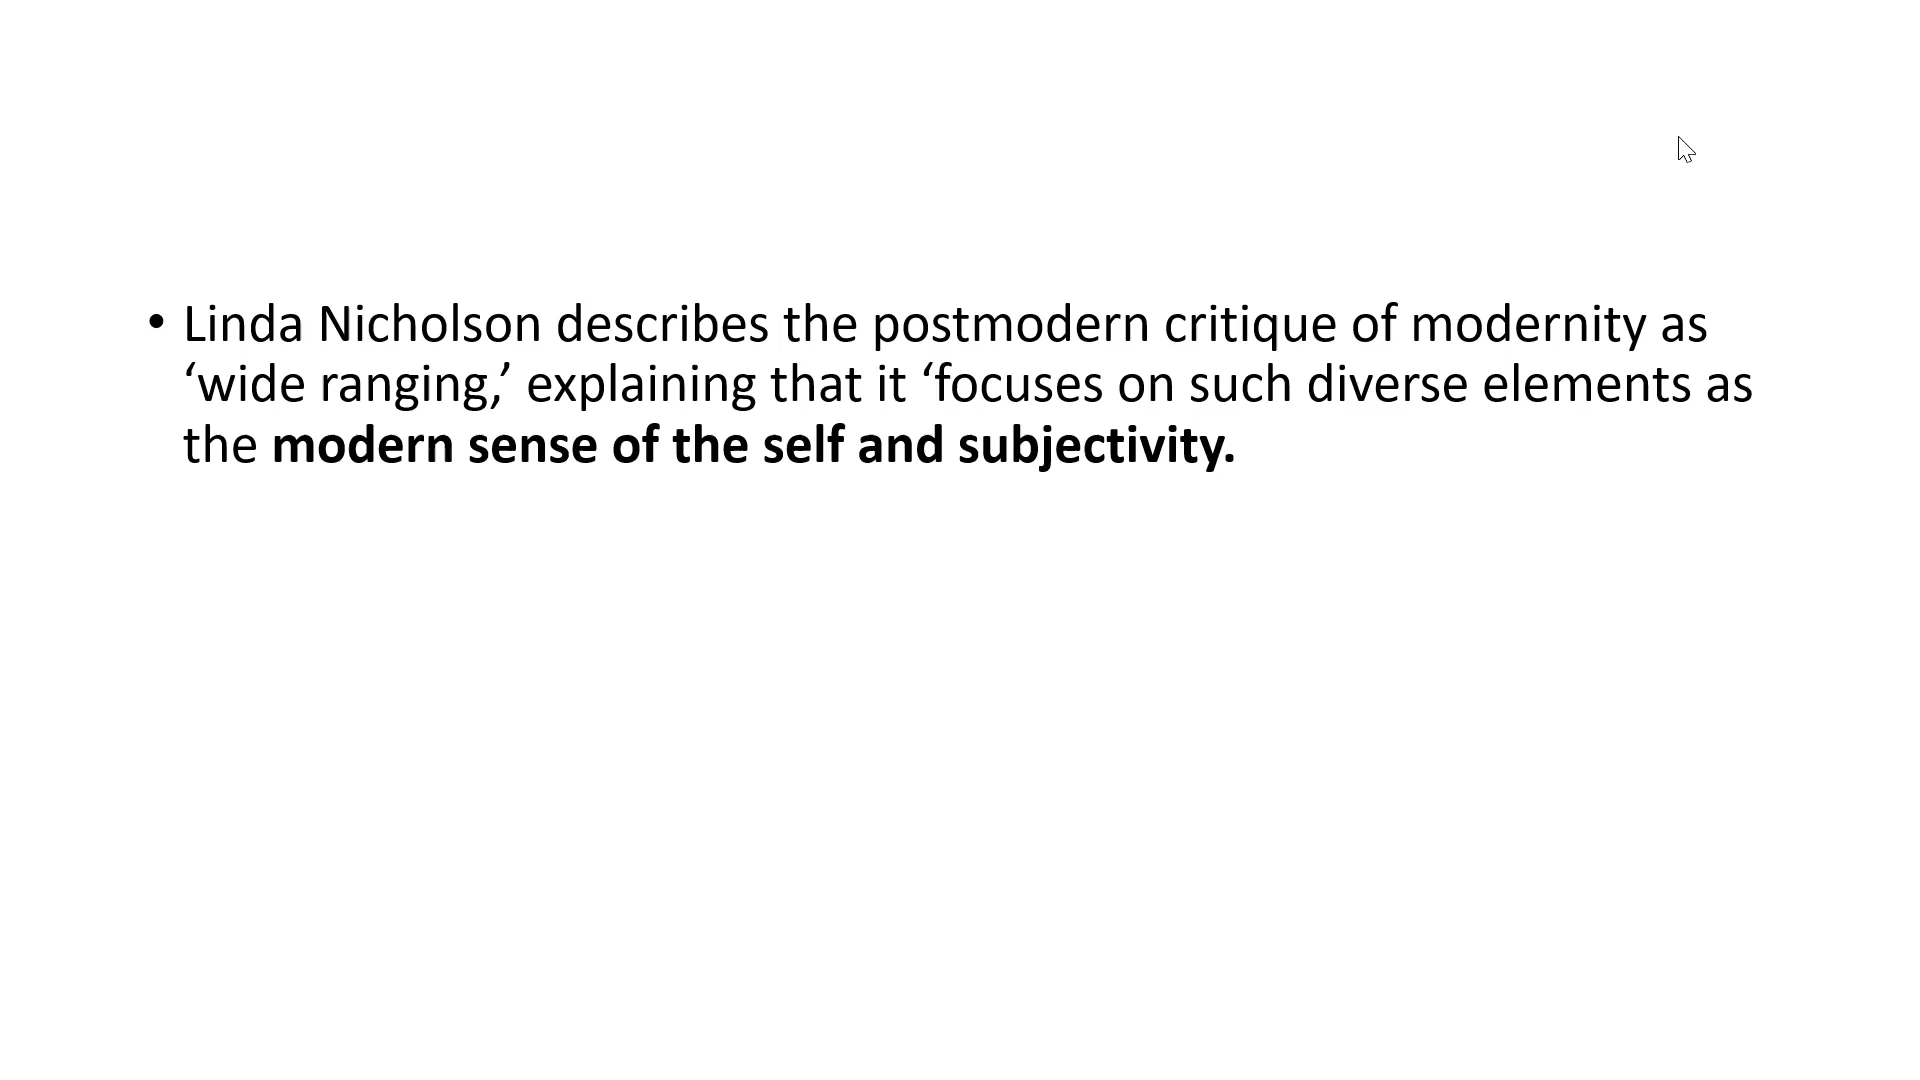 • Linda Nicholson describes the postmodern critique of modernity as
‘wide ranging,’ explaining that it ‘focuses on such diverse elements as
the modern sense of the self and subjectivity.